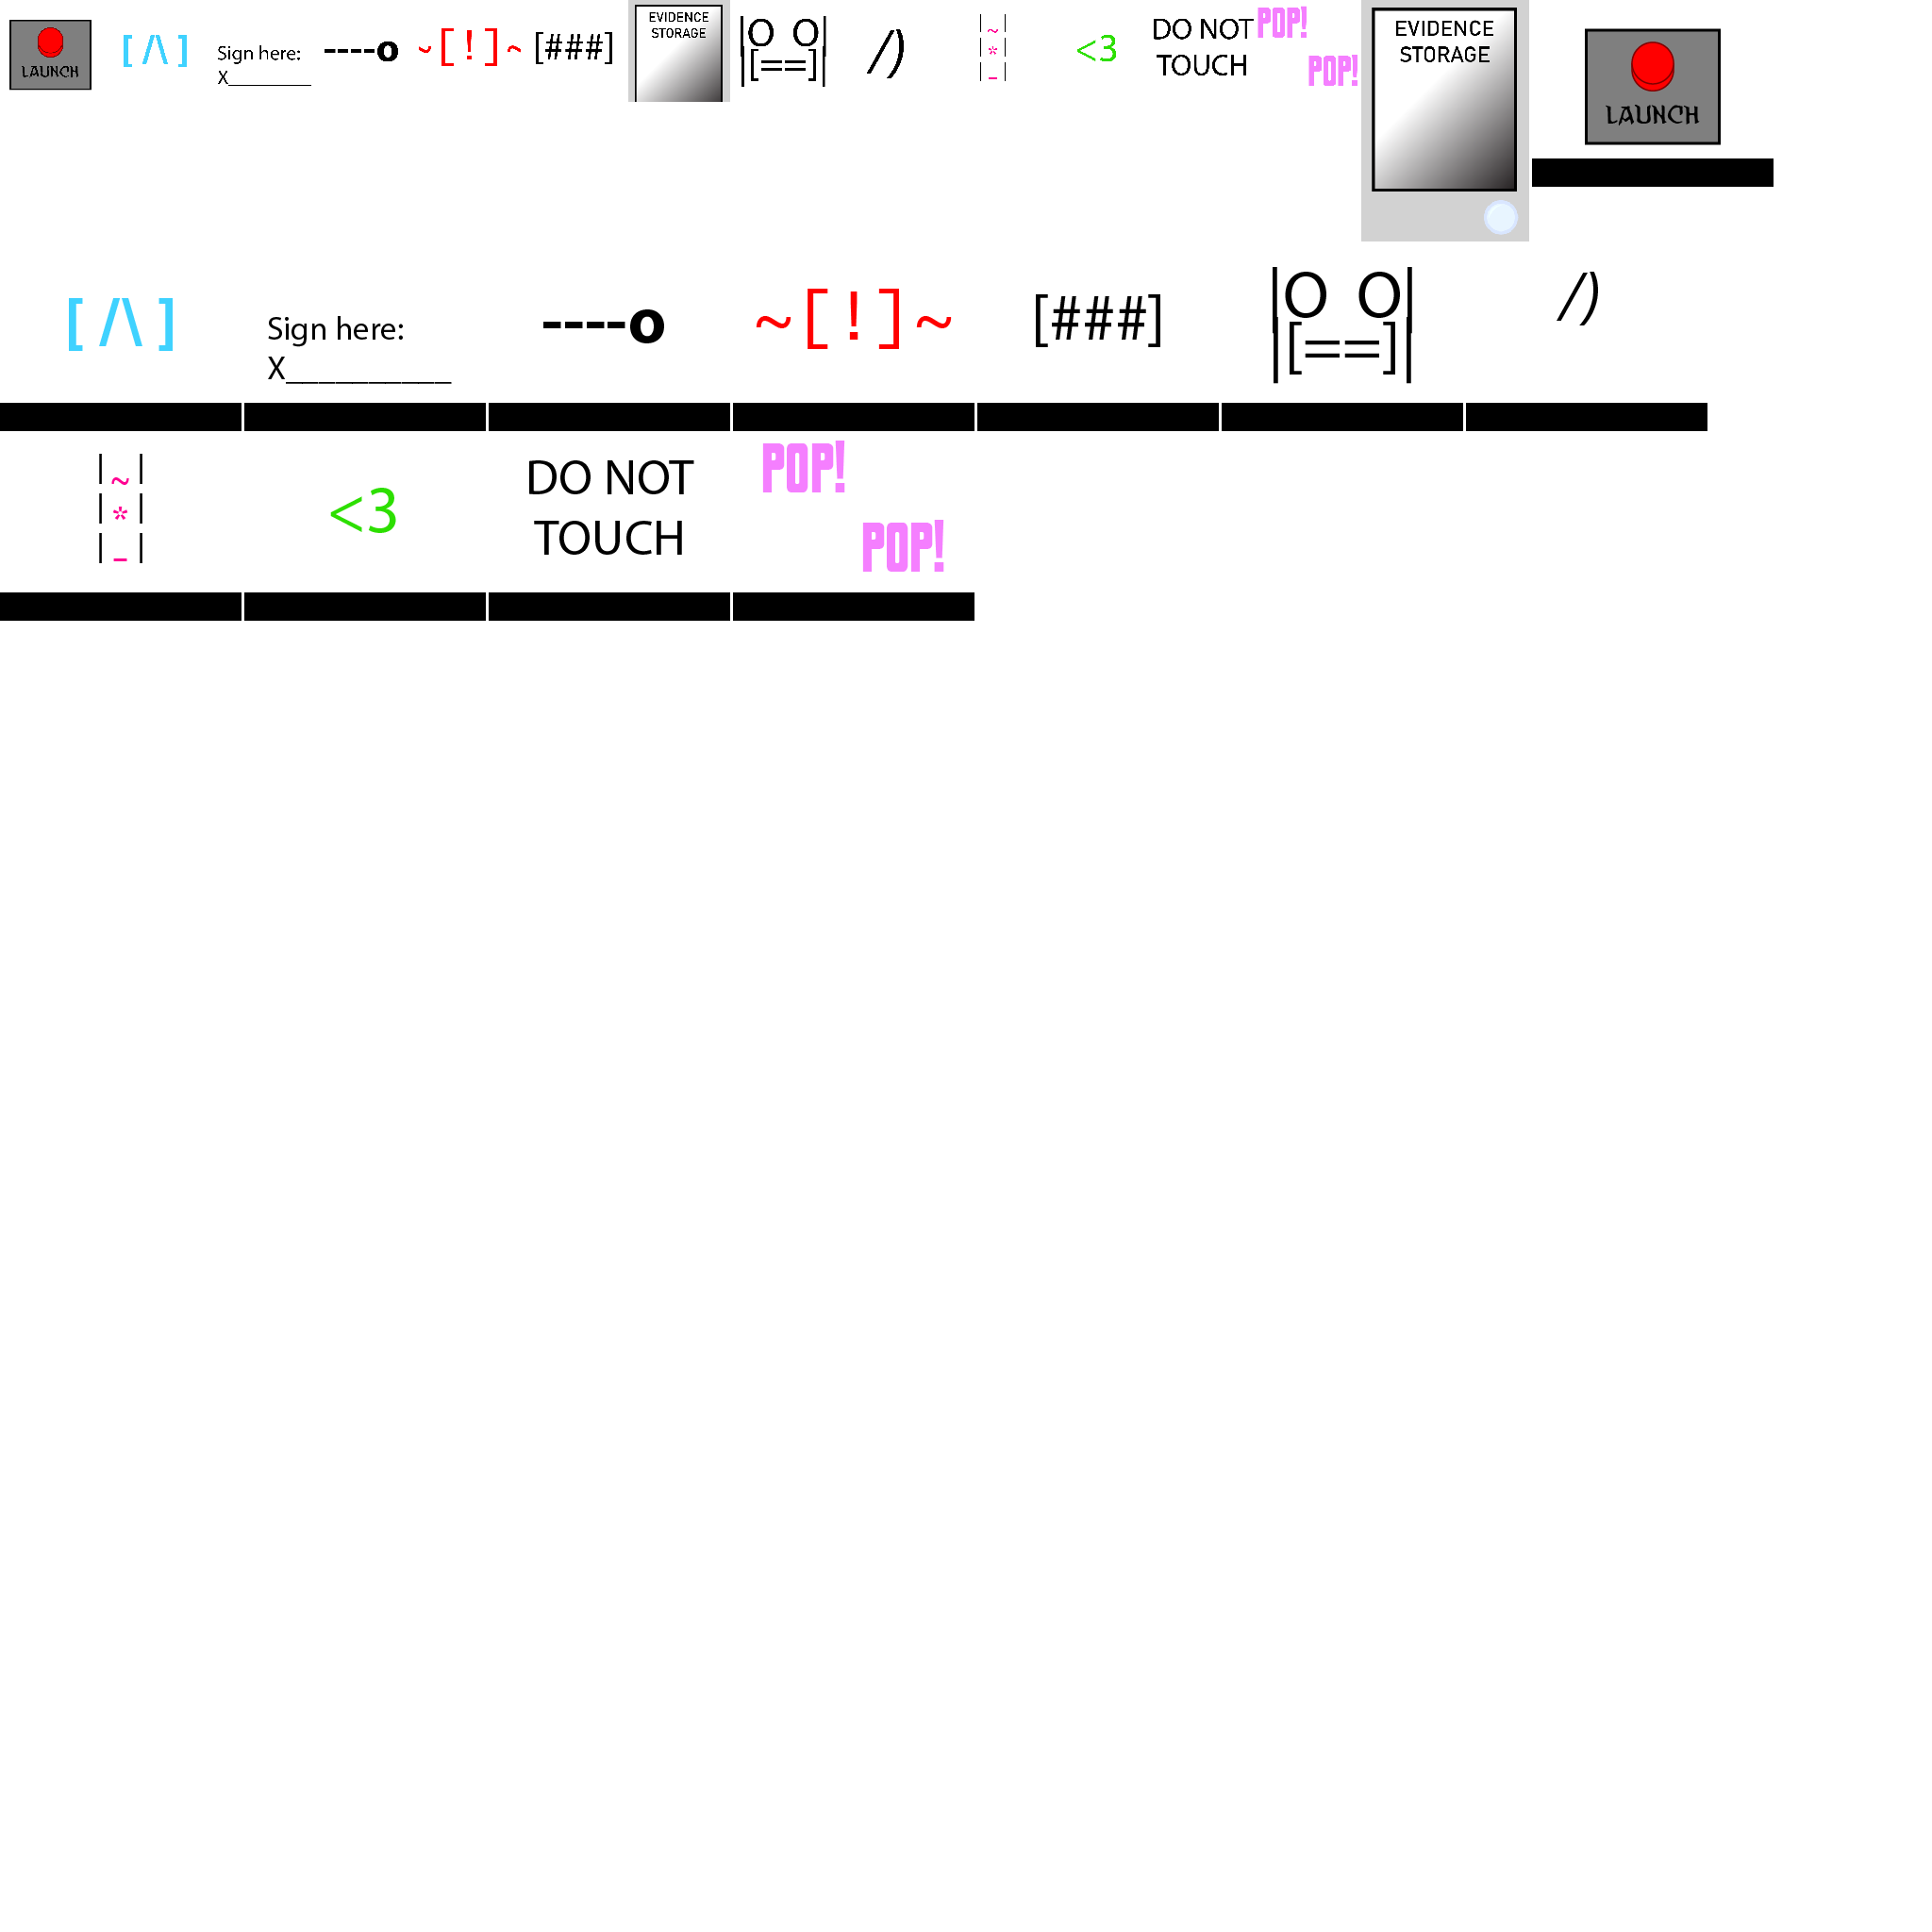 LAUNCH
[ /\ ]
Sign here:
X__________
----o
~[ ! ]~
[###]
EVIDENCE
STORAGE
|O O|
|[==]|
/)
|~|
|*|
|_|
<3
DO NOT
TOUCH
POP!
POP!
EVIDENCE
STORAGE
LAUNCH
[ /\ ]
Sign here:
X__________
----o
~[ ! ]~
[###]
|O O|
|[==]|
/)
|~|
|*|
|_|
<3
DO NOT
TOUCH
POP!
POP!